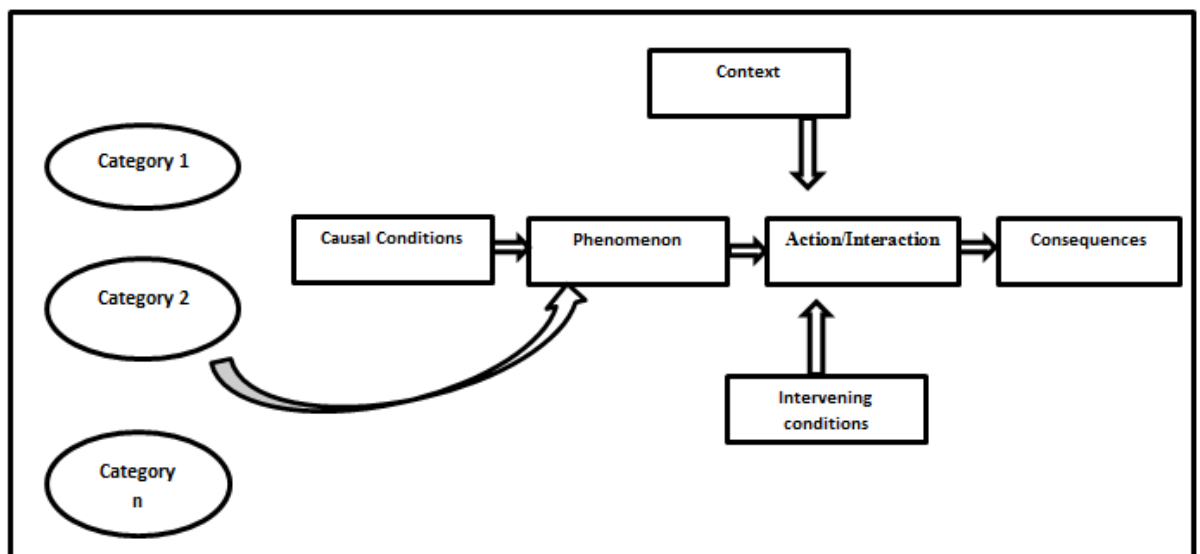 Context
Category 1
Causal Conditions
Phenomenon
Action/Interaction
Consequences
Category 2
Intervening
conditions
Category
n